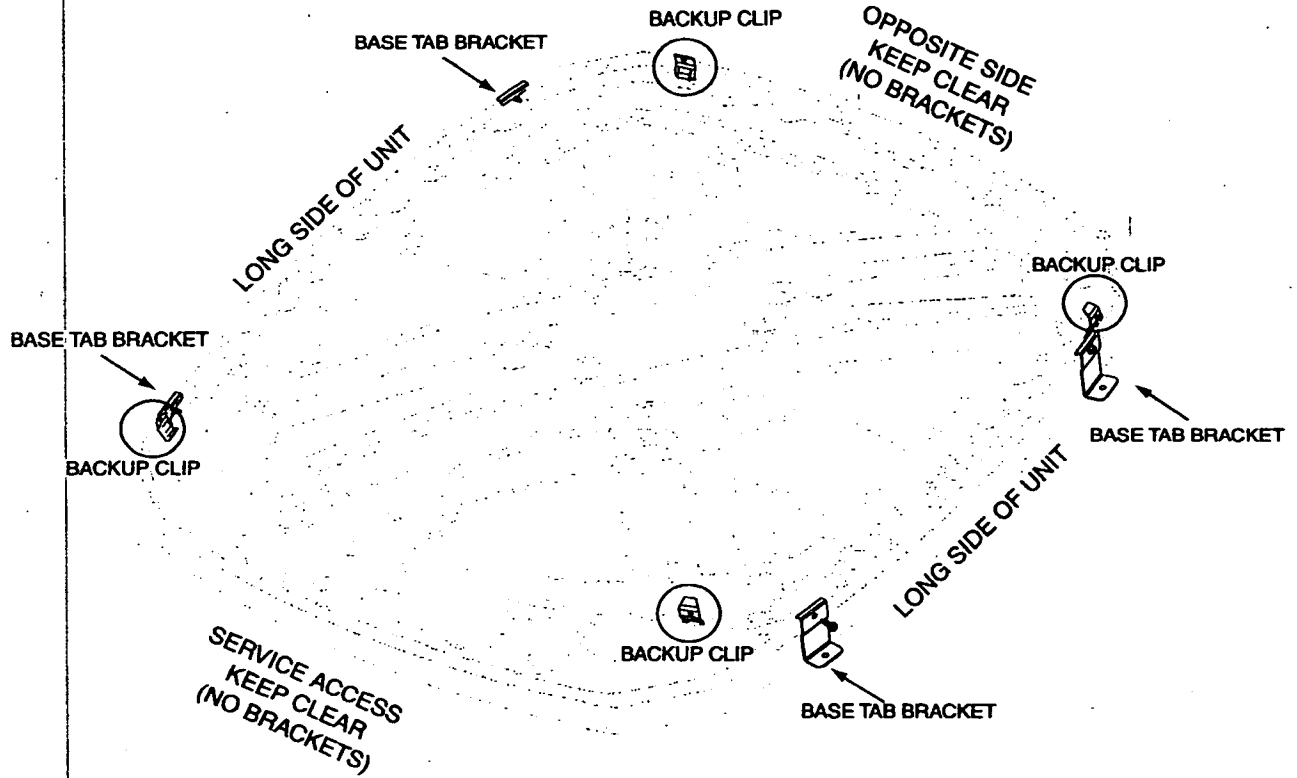 BACKUP CLIP
OPPOSITE SIDE
KEEP CLEAR
(NO BRACKETS)
BASE TAB BRACKET
LONG SIDE OF UNIT
BACKUP CLIP
BASE TAB BRACKET
BASE TAB BRACKET
BACKUP CLIP
LONG SIDE OF UNIT
BACKUP CLIP
SERVICE ACCESS
KEEP CLEAR
(NO BRACKETS)
BASE TAB BRACKET